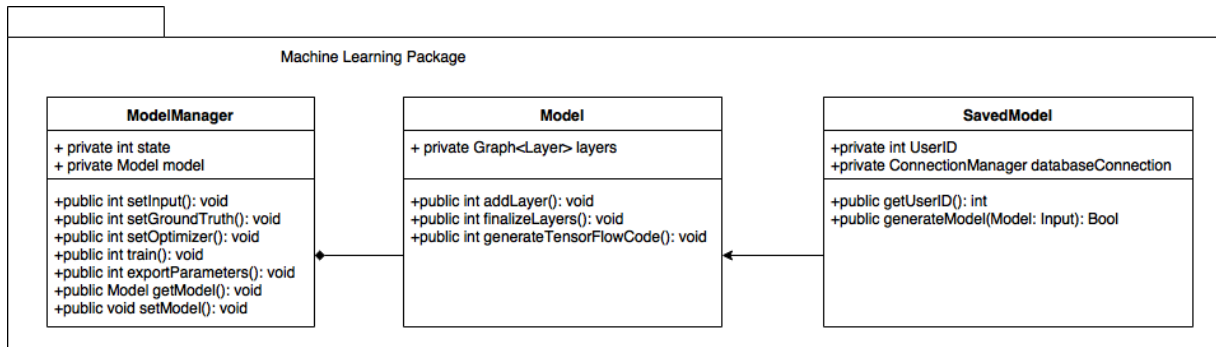 Machine Learning Package
ModelManager
+ private int state
+ private Model model
+public int setInput(): void
+public int setGroundTruth(): void
+public int setOptimizer(): void
+public int train(): void
+public int exportParameters(): void
+public Model getModel(): void
+public void setModel(): void
Model
+ private Graph<Layer> layers
+public int addLayer(): void
+public int finalizeLayers(): void
+public int generateTensorFlowCode(): void
SavedModel
+private int UserID
+private ConnectionManager databaseConnection
+public getUserID(): int
+public generateModel(Model: Input): Bool